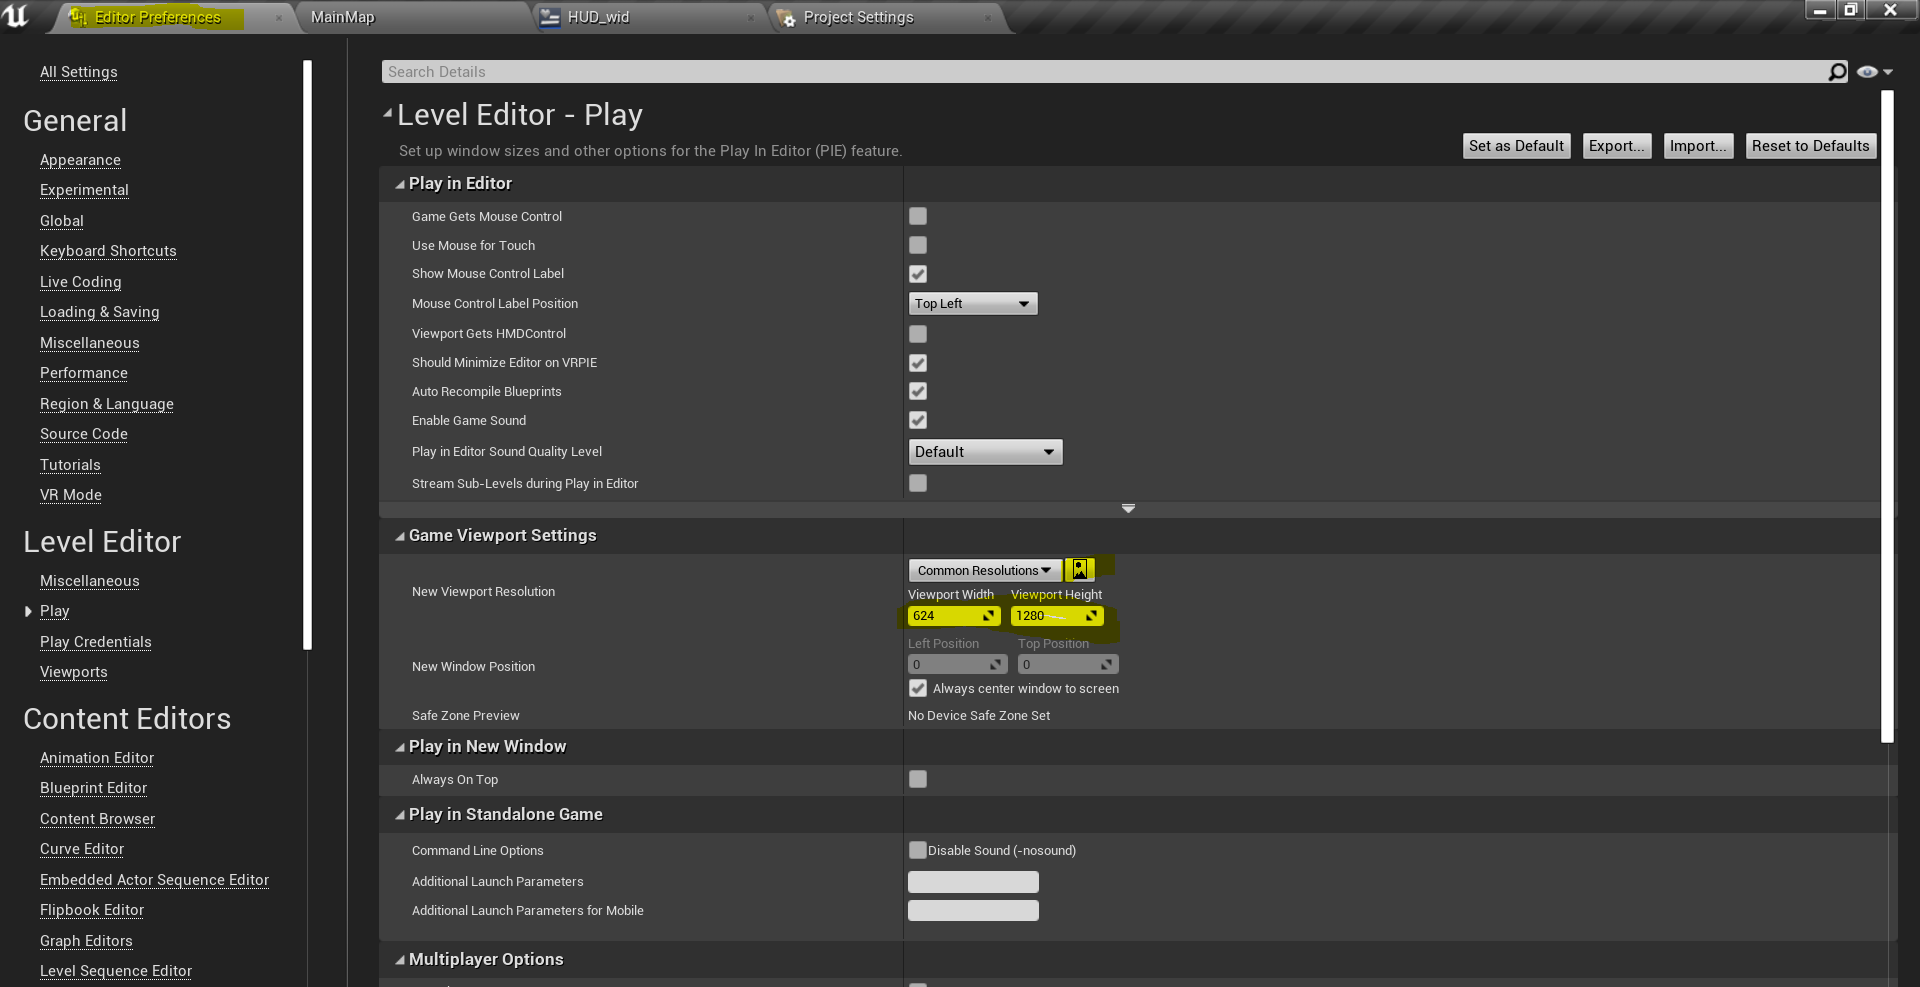 Editor Preferences
MainMap
HUD_wid
Project Settings
All Settings
General
Appearance
Experimental
Global
Keyboard Shortcuts
Live Coding
Loading & Saving
Miscellaneous
Performance
Region & Language
Source Code
Tutorials
VR Mode
Level Editor
Miscellaneous
Play
Play Credentials
Viewports
Content Editors
Animation Editor
Blueprint Editor
Content Browser
Curve Editor
Embedded Actor Sequence Editor
Flipbook Editor
Graph Editors
Level Sequence Editor
Search Details
Level Editor - Play
Set up window sizes and other options for the Play In Editor (PIE) feature.
Set as Default
Export...
Import...
Reset to Defaults
Play in Editor
Game Gets Mouse Control
Use Mouse for Touch
Show Mouse Control Label
Mouse Control Label Position
Top Left
Viewport Gets HMDControl
Should Minimize Editor on VRPIE
Auto Recompile Blueprints
Enable Game Sound
Play in Editor Sound Quality Level
Default
Stream Sub-Levels during Play in Editor
Game Viewport Settings
New Viewport Resolution
Common Resolutions
Viewport Width
Viewport Height
624
1280
New Window Position
Left Position
Top Position
0
0
Always center window to screen
Safe Zone Preview
No Device Safe Zone Set
Play in New Window
Always On Top
Play in Standalone Game
Command Line Options
Disable Sound (-nosound)
Additional Launch Parameters
Additional Launch Parameters for Mobile
Multiplayer Options